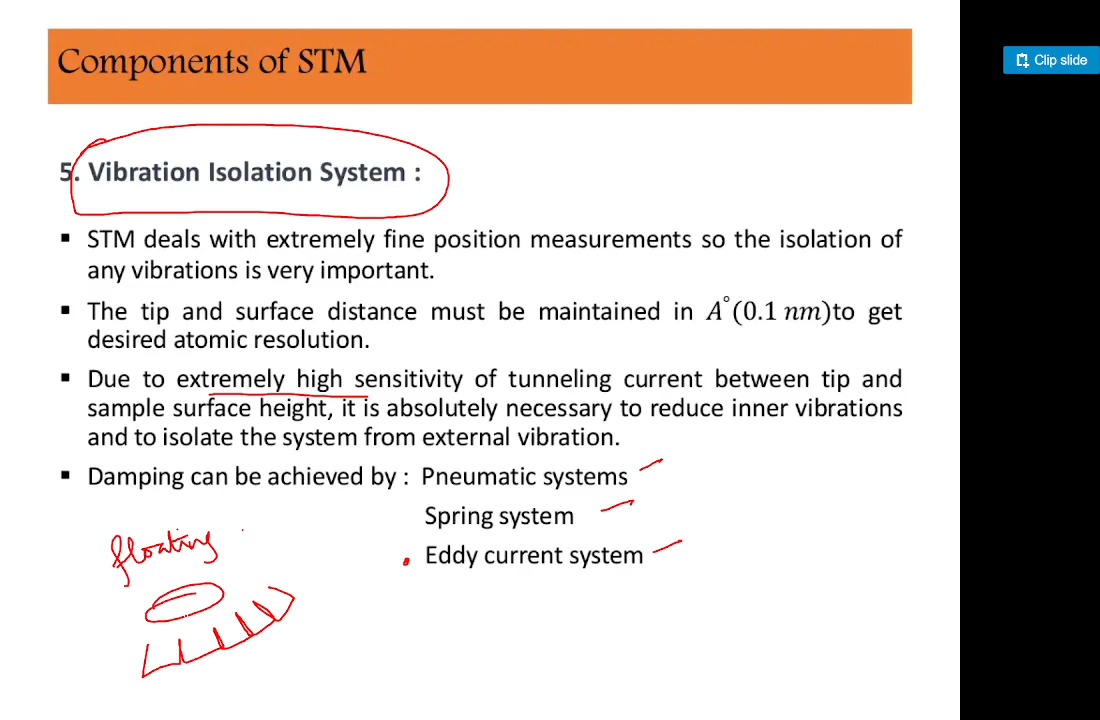 Components of STM
Clip slide
5. Vibration Isolation System :
▪ STM deals with extremely fine position measurements so the isolation of
any vibrations is very important.
▪ The tip and surface distance must be maintained in A°(0.1 nm)to get
desired atomic resolution.
▪ Due to extremely high sensitivity of tunneling current between tip and
sample surface height, it is absolutely necessary to reduce inner vibrations
and to isolate the system from external vibration.
▪ Damping can be achieved by : Pneumatic systems
Spring system
Eddy current system
floating